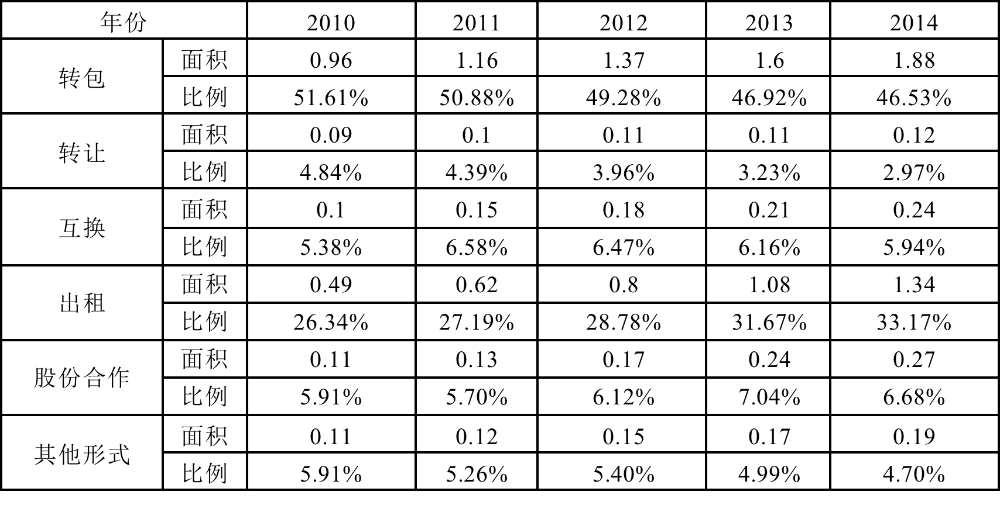 年份 2010 2011 2012 2013 2014
转包 面积 0.96 1.16 1.37 1.6 1.88
比例 51.61% 50.88% 49.28% 46.92% 46.53%
转让 面积 0.09 0.1 0.11 0.11 0.12
比例 4.84% 4.39% 3.96% 3.23% 2.97%
互换 面积 0.1 0.15 0.18 0.21 0.24
比例 5.38% 6.58% 6.47% 6.16% 5.94%
出租 面积 0.49 0.62 0.8 1.08 1.34
比例 26.34% 27.19% 28.78% 31.67% 33.17%
股份合作 面积 0.11 0.13 0.17 0.24 0.27
比例 5.91% 5.70% 6.12% 7.04% 6.68%
其他形式 面积 0.11 0.12 0.15 0.17 0.19
比例 5.91% 5.26% 5.40% 4.99% 4.70%